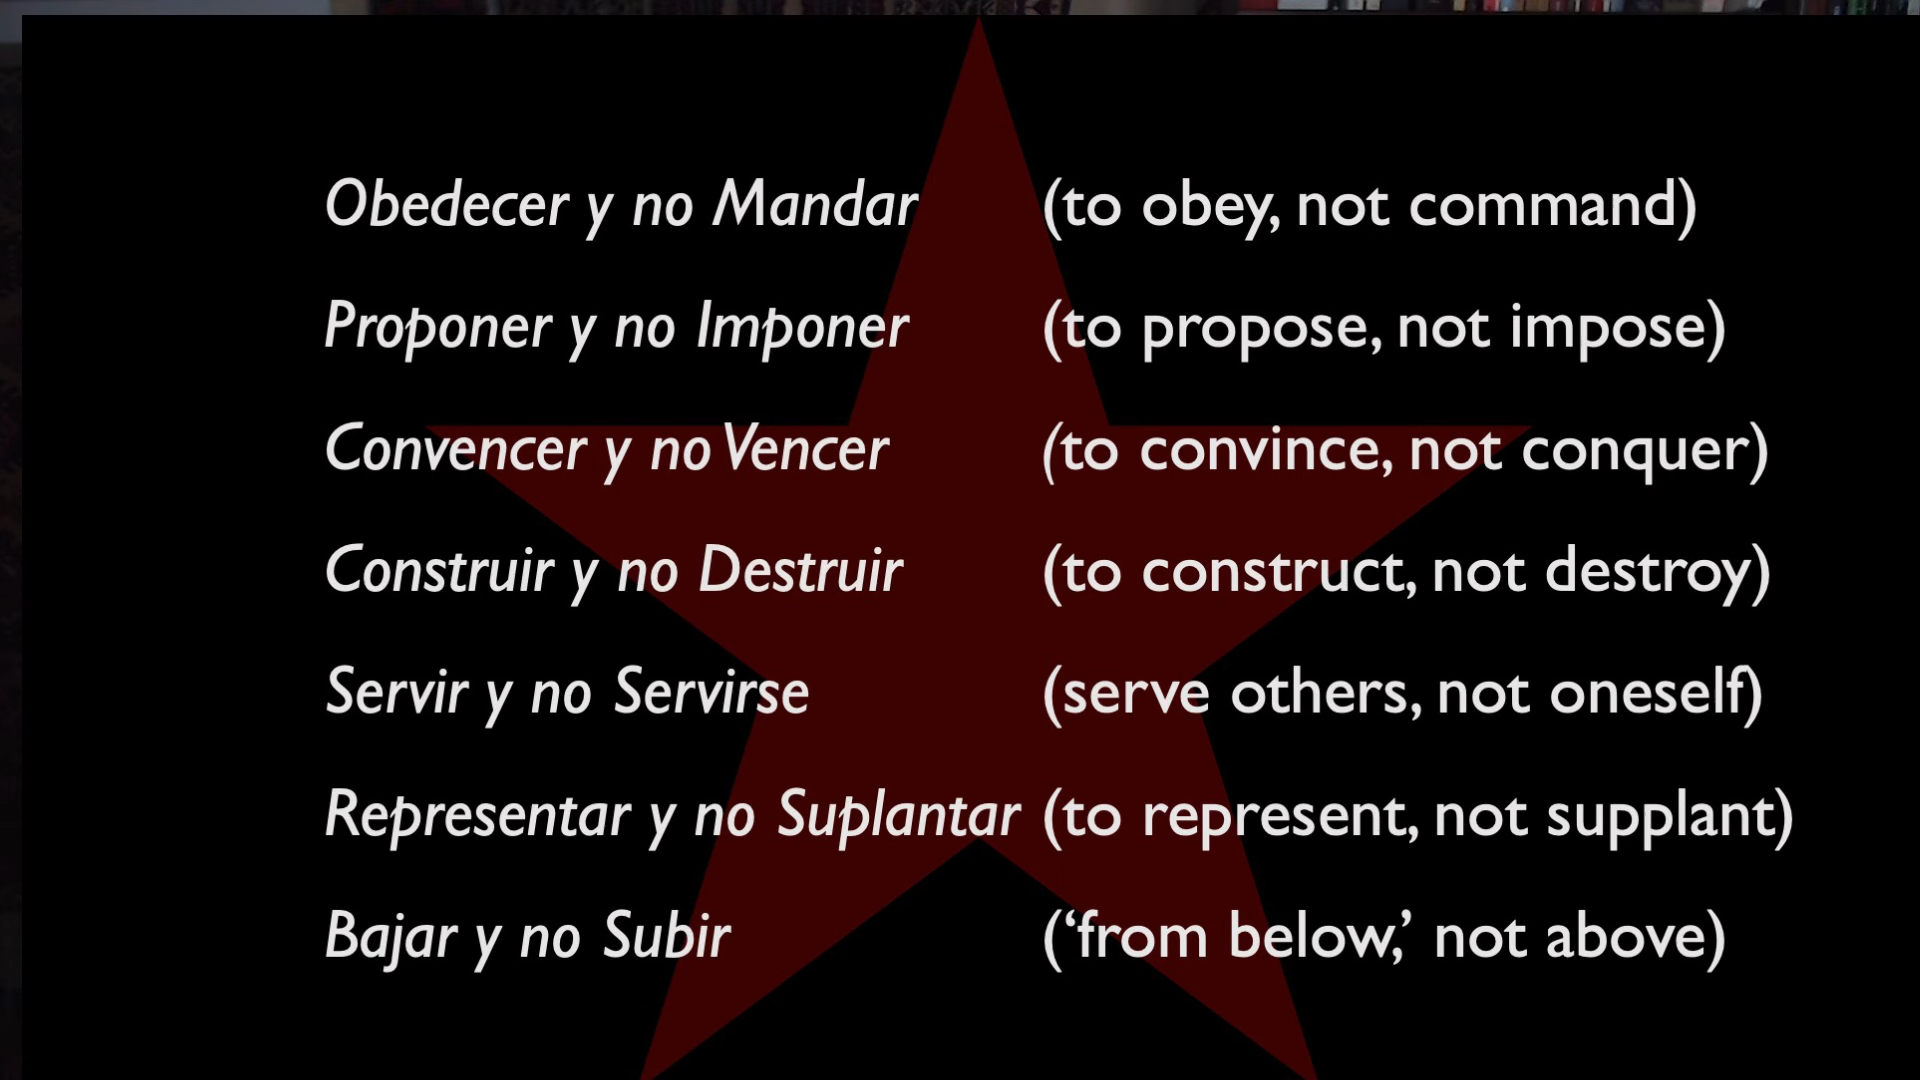 Obedecer y no Mandar (to obey, not command)
Proponer y no Imponer (to propose, not impose)
Convencer y no Vencer (to convince, not conquer)
Construir y no Destruir (to construct, not destroy)
Servir y no Servirse (serve others, not oneself)
Representar y no Suplantar (to represent, not supplant)
Bajar y no Subir (‘from below,’ not above)